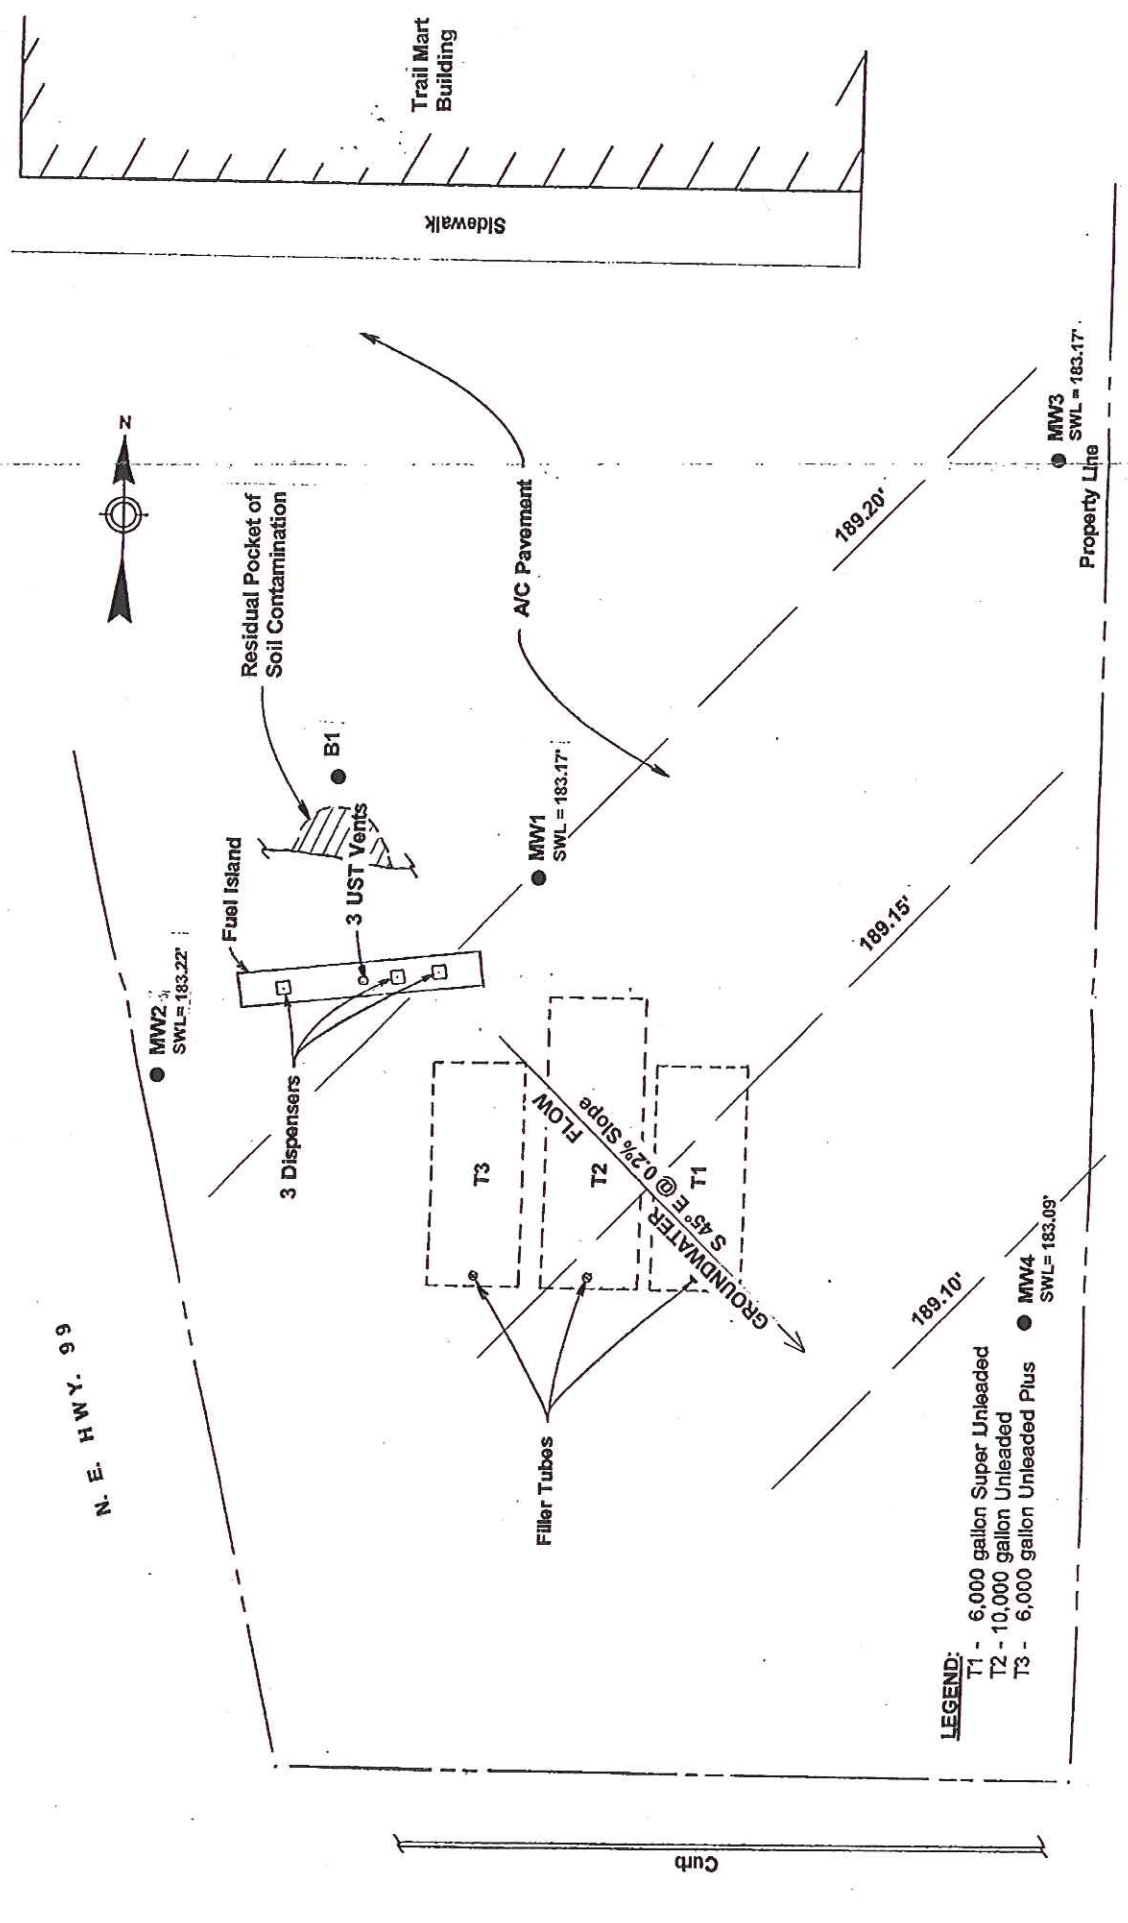 N. E. HWY. 99
MW2
SWL= 183.22'
N
Fuel Island
Residual Pocket of
Soil Contamination
B1
3 UST Vents
3 Dispensers
MW1
SWL= 183.17'
A/C Pavement
Sidewalk
Trail Mart
Building
T3
T2
T1
FLOW
GROUNDWATER
S 45° E @ 0.2% Slope
Filler Tubes
189.20'
189.15'
189.10'
MW3
SWL = 183.17'
Property Line
MW4
SWL= 183.09'
LEGEND:
T1 - 6,000 gallon Super Unleaded
T2 - 10,000 gallon Unleaded
T3 - 6,000 gallon Unleaded Plus
Curb